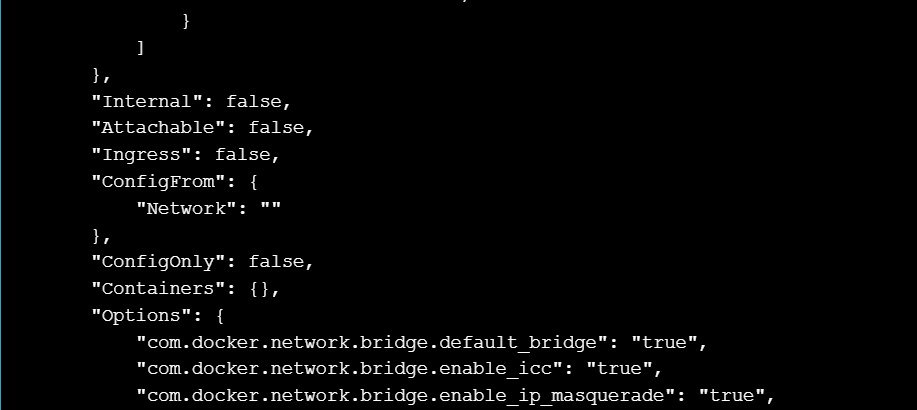 }
]
},
"Internal": false,
"Attachable": false,
"Ingress": false,
"ConfigFrom": {
"Network": ""
},
"ConfigOnly": false,
"Containers": {},
"Options": {
"com.docker.network.bridge.default_bridge": "true",
"com.docker.network.bridge.enable_icc": "true",
"com.docker.network.bridge.enable_ip_masquerade": "true",